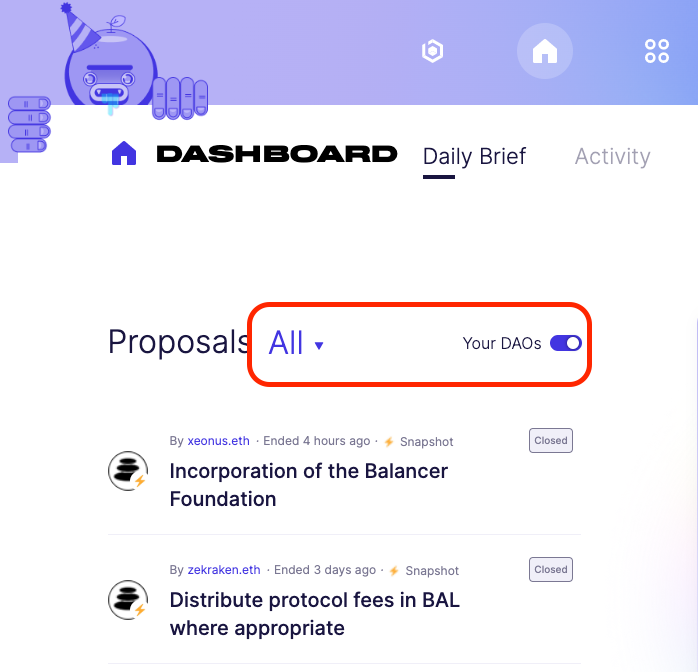 DASHBOARD Daily Brief Activity
Proposals All ▼ Your DAOs
By xeonus.eth · Ended 4 hours ago · ⚡ Snapshot Closed
Incorporation of the Balancer
Foundation
By zekraken.eth · Ended 3 days ago · ⚡ Snapshot Closed
Distribute protocol fees in BAL
where appropriate